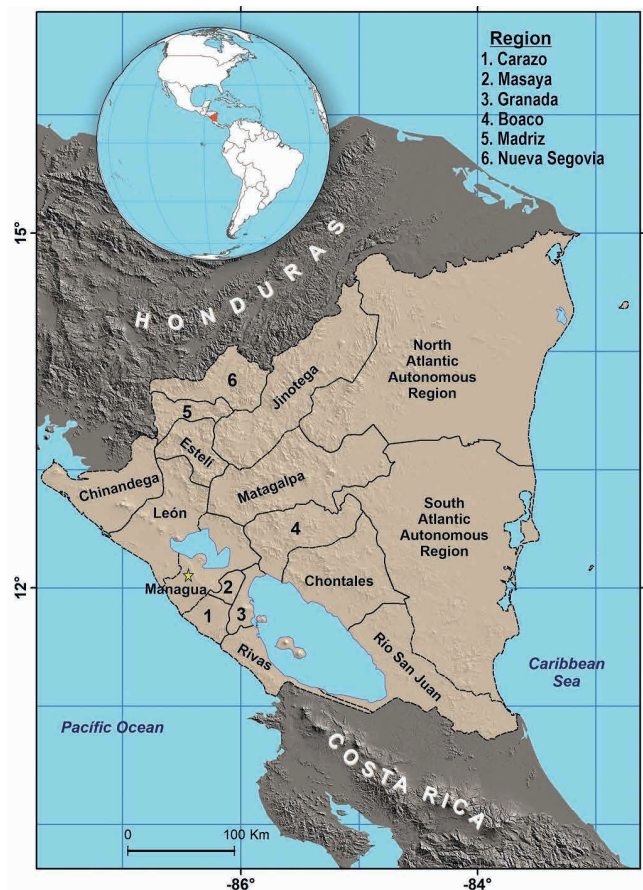 Region
1. Carazo
2. Masaya
3. Granada
4. Boaco
5. Madriz
6. Nueva Segovia
15°
HONDURAS
North
Atlantic
Autonomous
Region
6
Jinotega
5
Estelí
Chinandega
Matagalpa
León
South
Atlantic
Autonomous
Region
4
12°
Managua
2
Chontales
1
3
Rivas
Río San Juan
Caribbean
Sea
Pacífic Ocean
COSTA RICA
0
100 Km
-86°
-84°